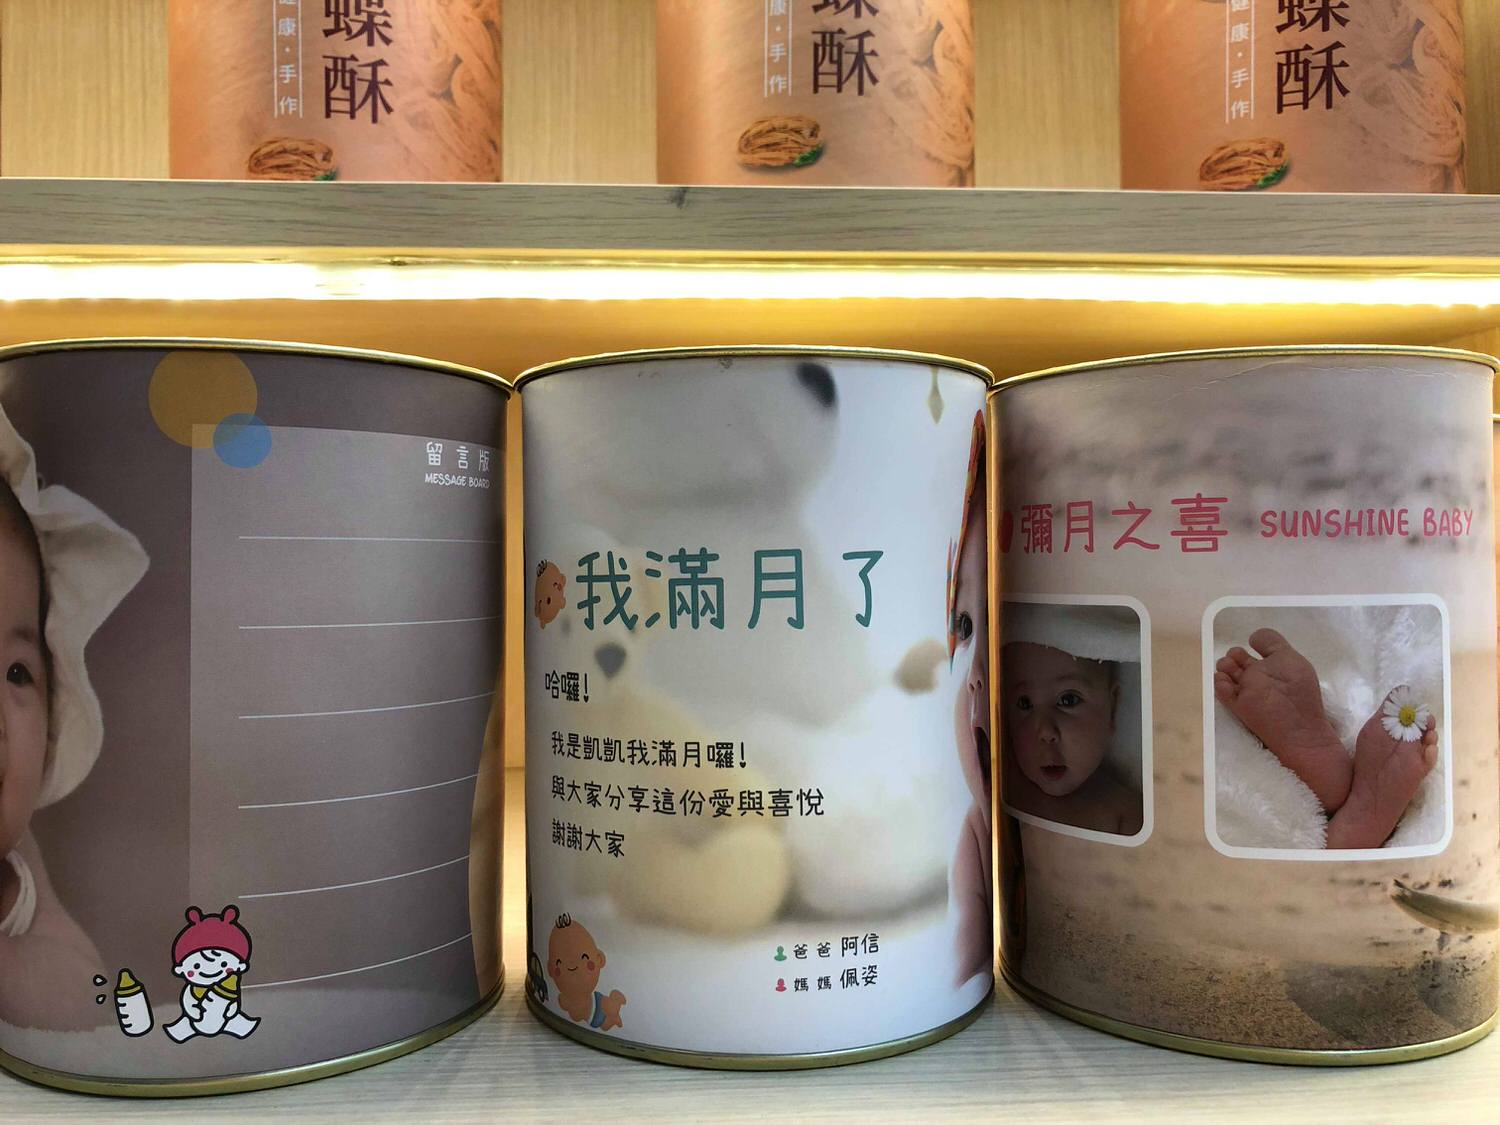 健康·手作
蝶酥
康·手作
蝶酥
健康·手作
蝶酥
留言版
MESSAGE BOARD
我滿月了
哈囉!
我是凱凱我滿月囉!
與大家分享這份愛與喜悅
謝謝大家
爸爸 阿信
媽媽 佩姿
彌月之喜 SUNSHINE BABY